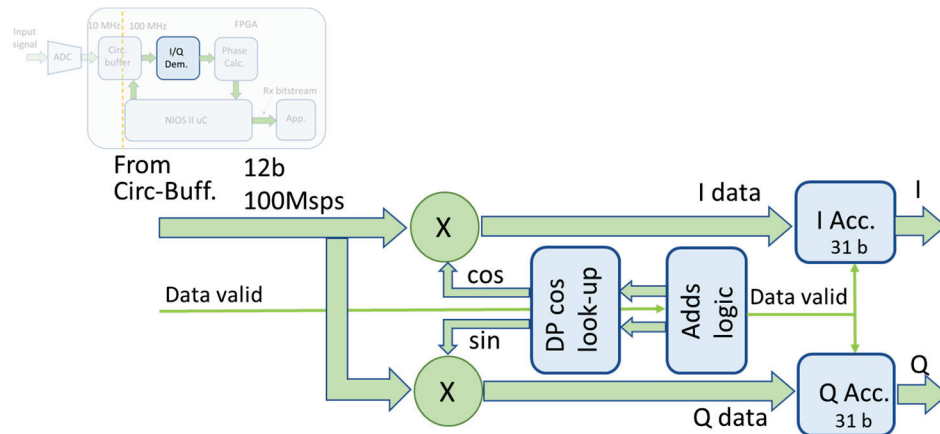 FPGA
10 MHz 100 MHz
Input
signal
ADC
Circ.
buffer
I/Q
Dem.
Phase
Calc.
Rx bitstream
NIOS II uC
App.
From
Circ-Buff.
12b
100Msps
X
I data
I Acc.
31 b
I
cos
Data valid
DP cos
look-up
Adds
logic
Data valid
sin
X
Q data
Q Acc.
31 b
Q